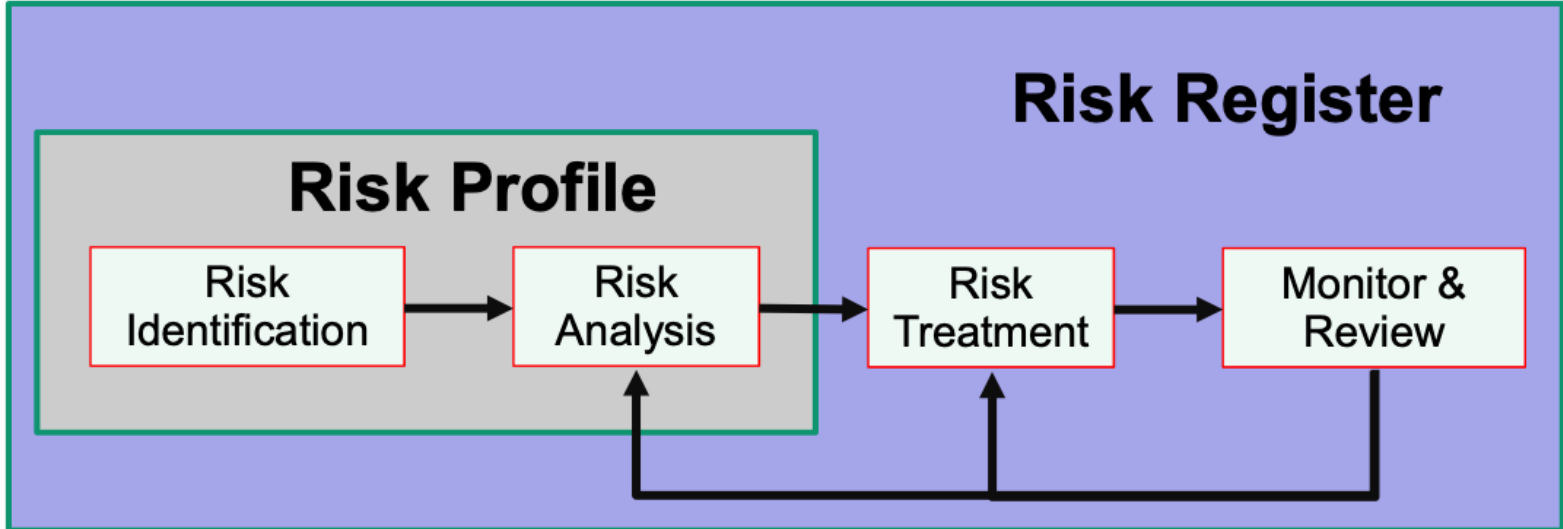 Risk Register
Risk Profile
Risk
Identification
Risk
Analysis
Risk
Treatment
Monitor &
Review